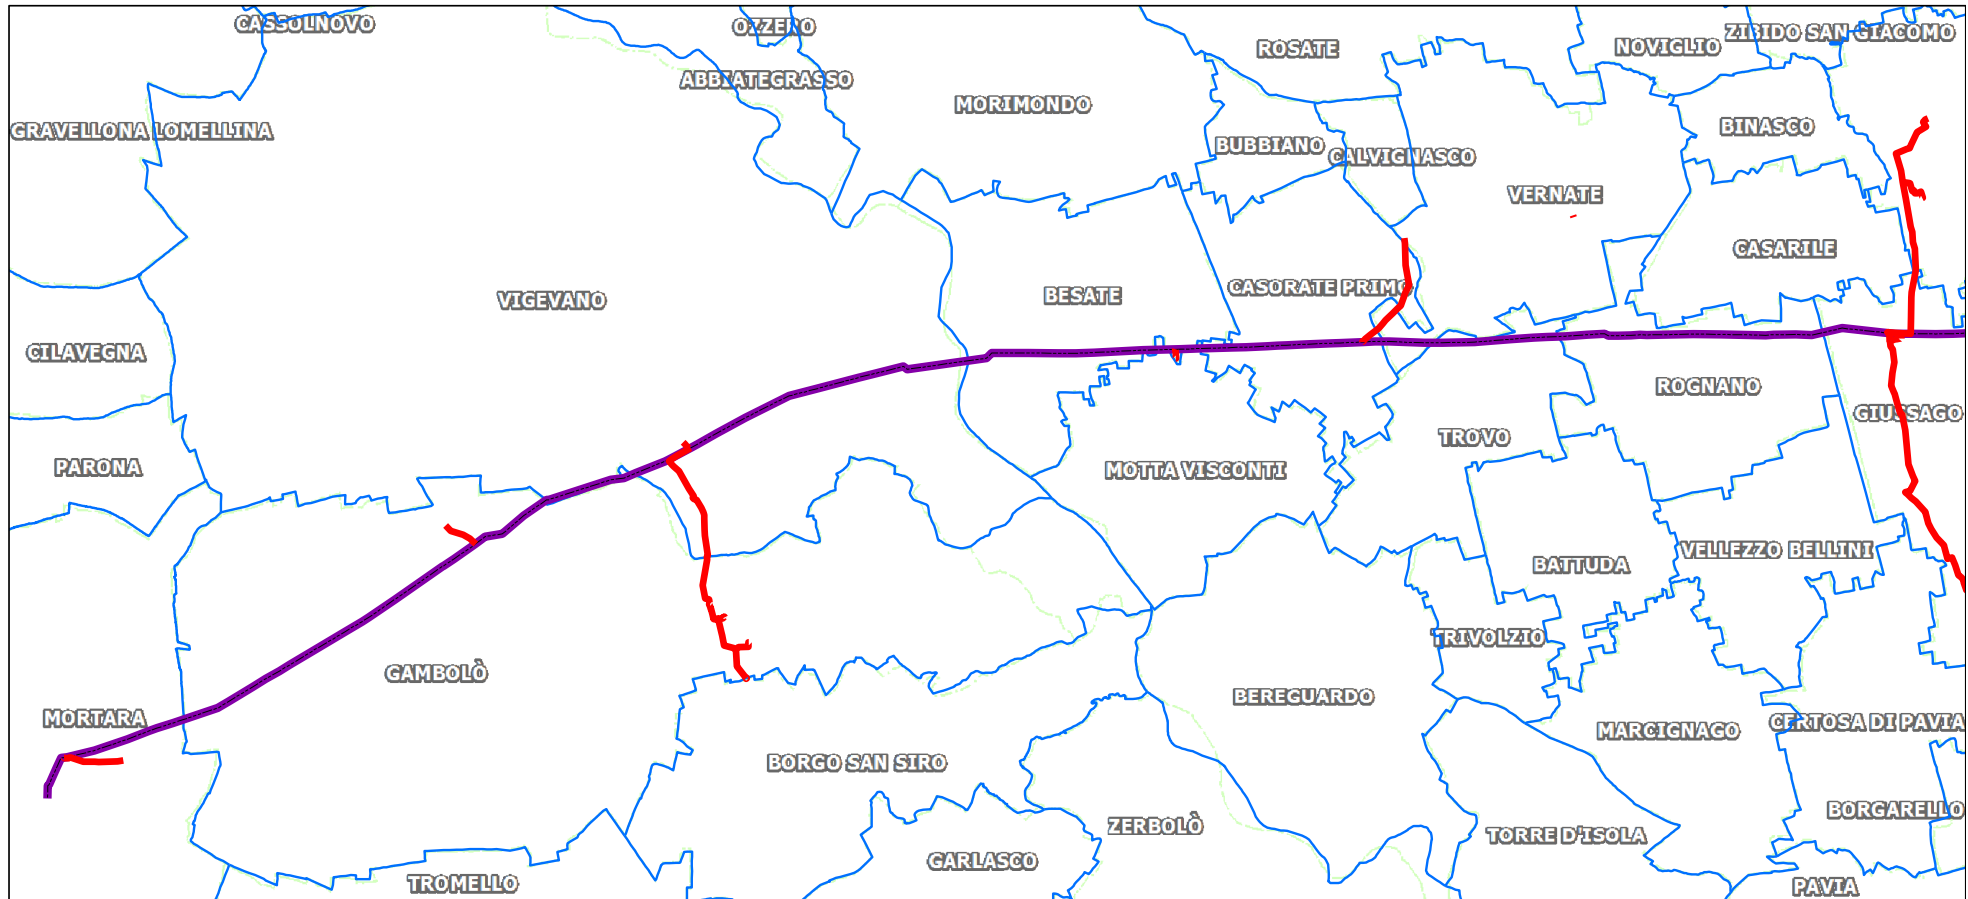 CASSOLNOVO
OZZERO
ROSATE
NOVIGLIO
ZIBIDO SAN GIACOMO
ABBIATEGRASSO
MORIMONDO
GRAVELLONA LOMELLINA
BINASCO
BUBBIANO
CALVIGNASCO
VERNATE
CASARILE
VIGEVANO
BESATE
CASORATE PRIMO
CILAVEGNA
ROGNANO
GIUSSAGO
PARONA
MOTTA VISCONTI
TROVO
BATTUDA
VELLEZZO BELLINI
TRIVOLZIO
GAMBOLÒ
BEREGUARDO
MORTARA
MARCIGNAGO
CERTOSA DI PAVIA
BORGO SAN SIRO
ZERBOLÒ
TORRE D'ISOLA
BORGARELLO
GARLASCO
TROMELLO
PAVIA